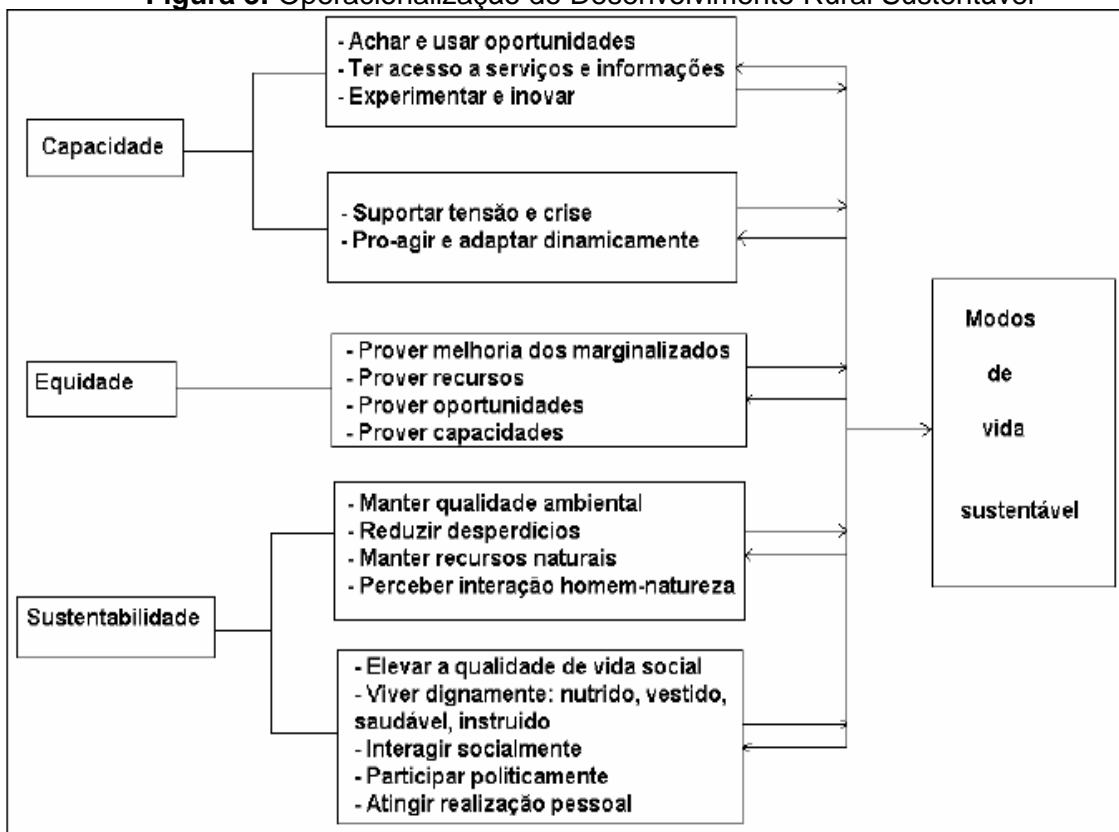 Figura 3. Operacionalização do Desenvolvimento Rural Sustentável
- Achar e usar oportunidades
- Ter acesso a serviços e informações
- Experimentar e inovar
Capacidade
- Suportar tensão e crise
- Pro-agir e adaptar dinamicamente
Equidade
- Prover melhoria dos marginalizados
- Prover recursos
- Prover oportunidades
- Prover capacidades
Modos
de
vida
sustentável
- Manter qualidade ambiental
- Reduzir desperdícios
- Manter recursos naturais
- Perceber interação homem-natureza
Sustentabilidade
- Elevar a qualidade de vida social
- Viver dignamente: nutrido, vestido,
saudável, instruido
- Interagir socialmente
- Participar politicamente
- Atingir realização pessoal